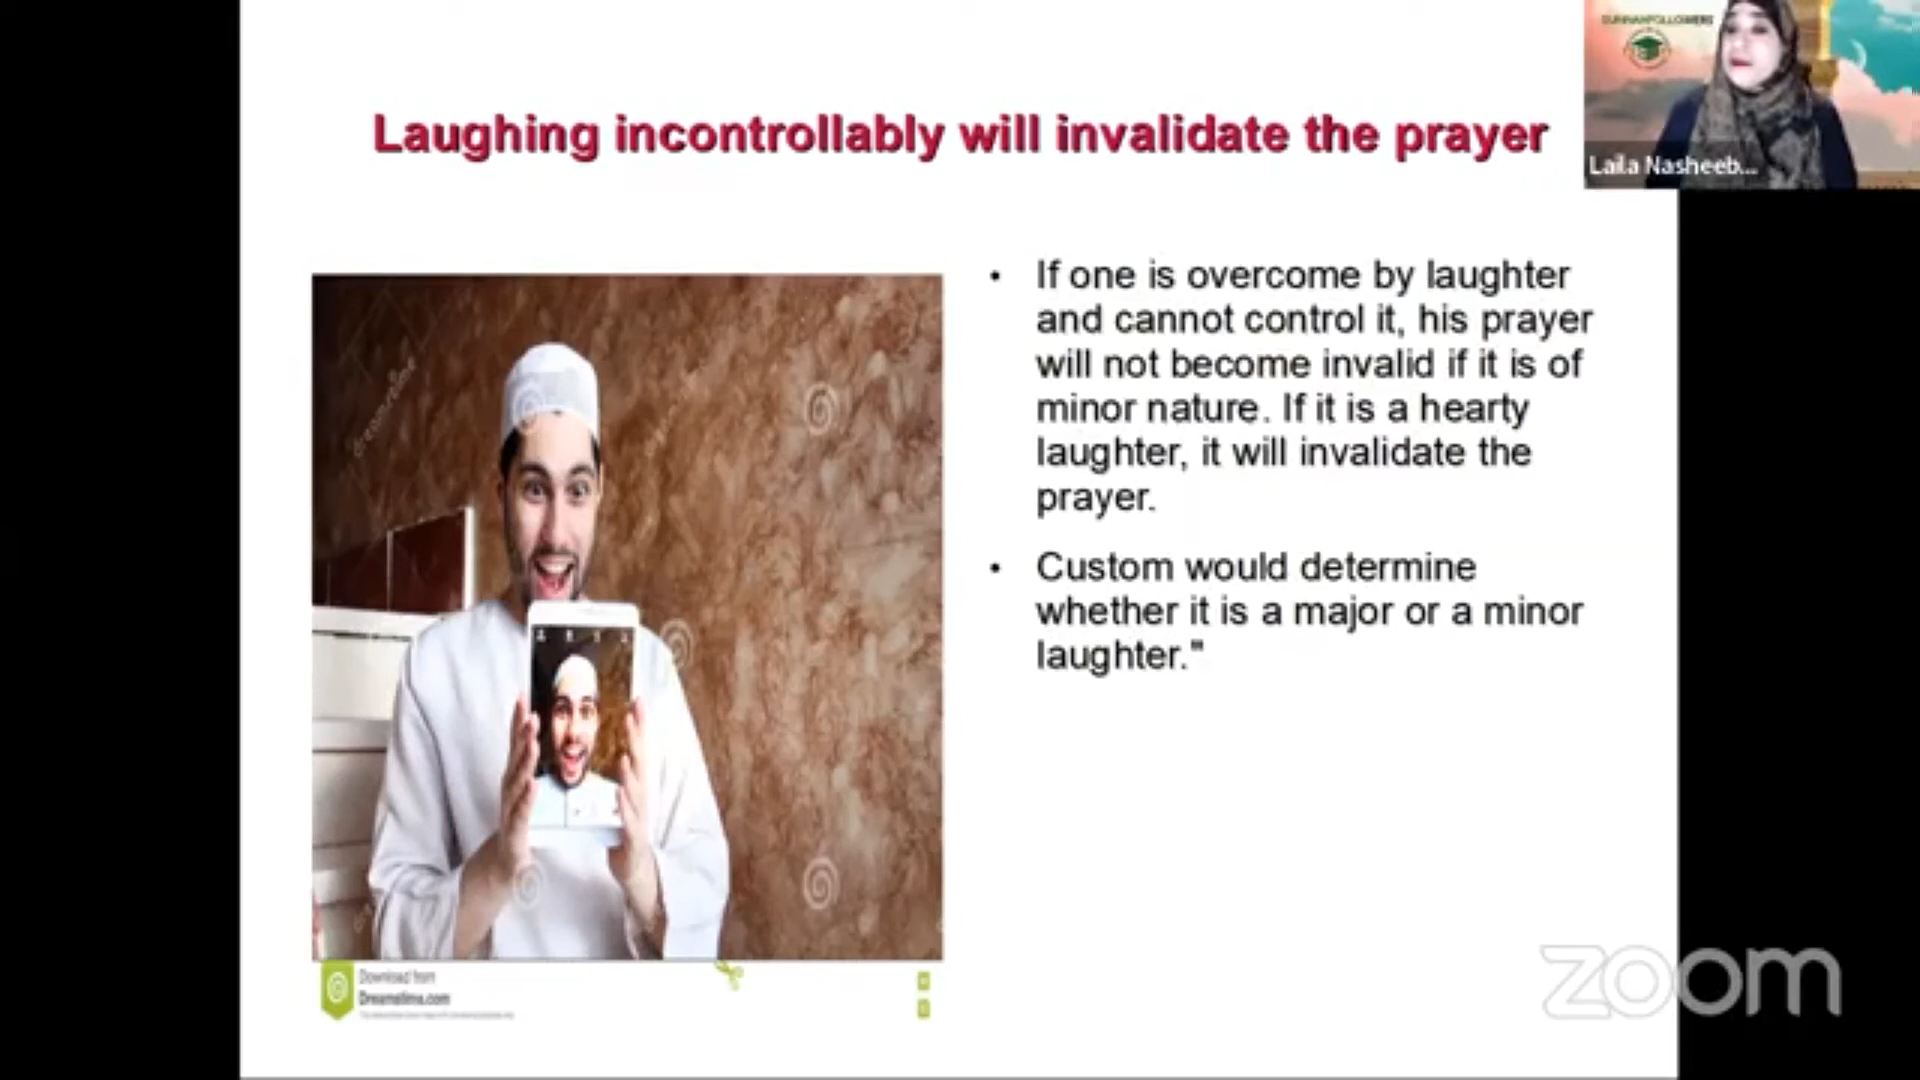 Laughing incontrollably will invalidate the prayer
SUNNAHFOLLOWERS
Laila Nasheeb...
• If one is overcome by laughter
and cannot control it, his prayer
will not become invalid if it is of
minor nature. If it is a hearty
laughter, it will invalidate the
prayer.
• Custom would determine
whether it is a major or a minor
laughter."
dreamstime
Download from
Dreamstime.com
zoom